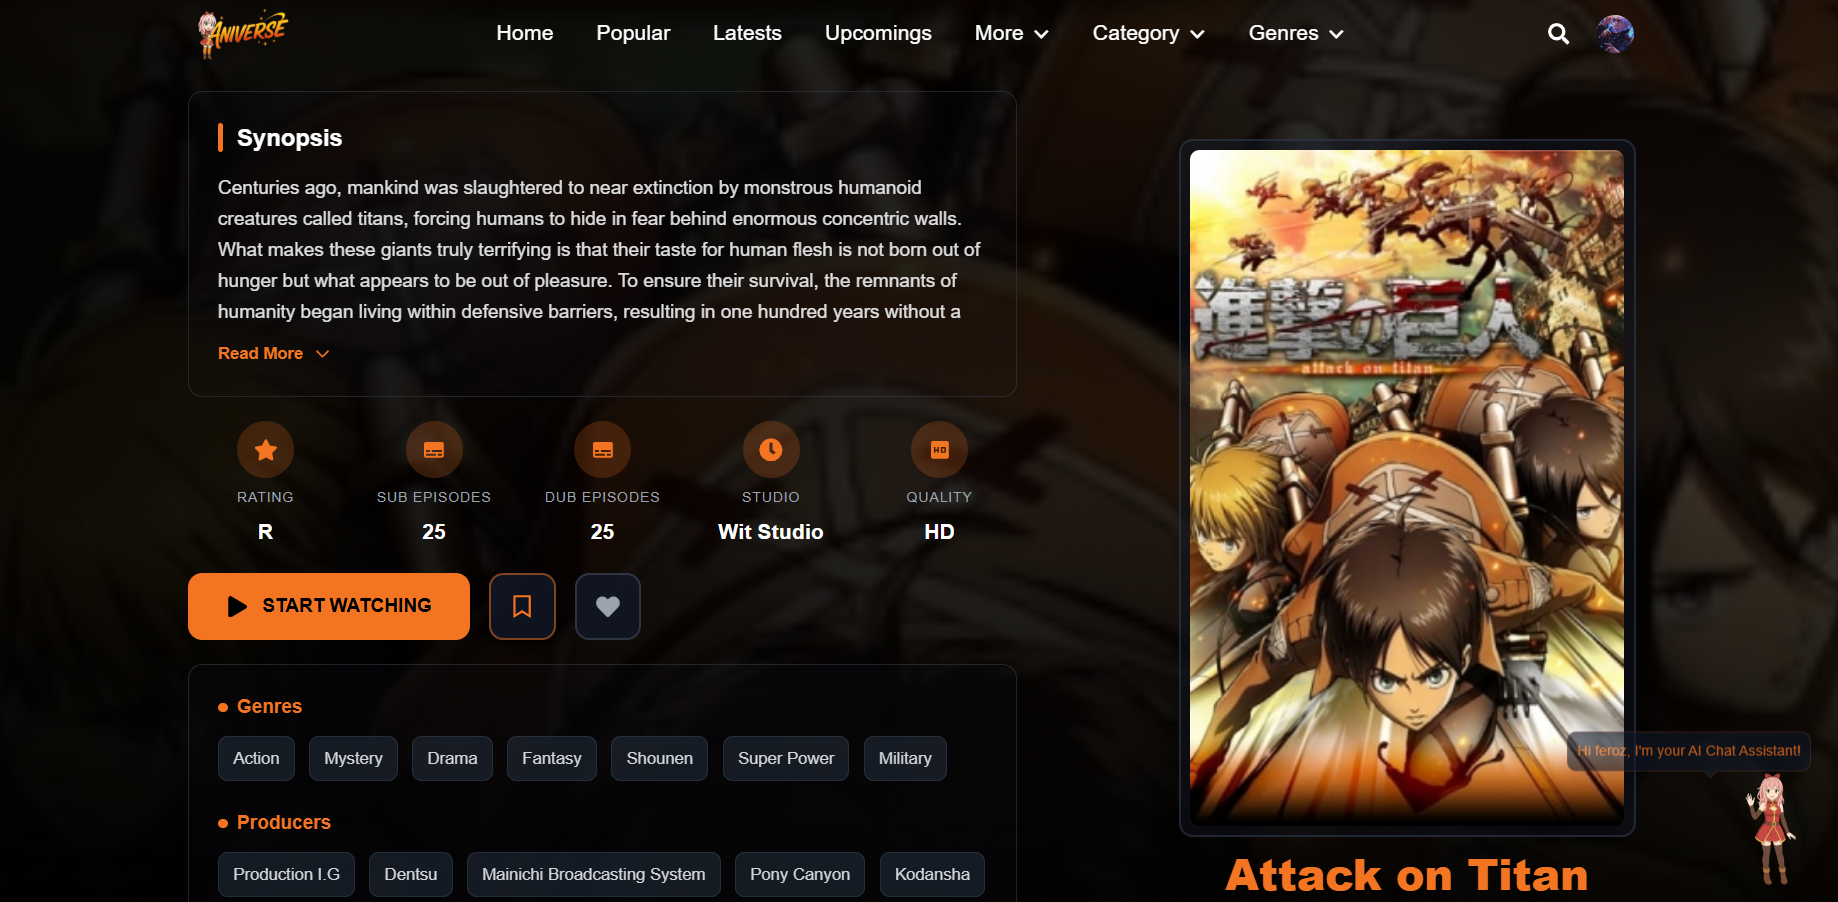 ANIVERSE
Home Popular Latests Upcomings More Category Genres
Synopsis
Centuries ago, mankind was slaughtered to near extinction by monstrous humanoid
creatures called titans, forcing humans to hide in fear behind enormous concentric walls.
What makes these giants truly terrifying is that their taste for human flesh is not born out of
hunger but what appears to be out of pleasure. To ensure their survival, the remnants of
humanity began living within defensive barriers, resulting in one hundred years without a
Read More
HD
RATING SUB EPISODES DUB EPISODES STUDIO QUALITY
R 25 25 Wit Studio HD
START WATCHING
Genres
Action Mystery Drama Fantasy Shounen Super Power Military
Producers
Production I.G Dentsu Mainichi Broadcasting System Pony Canyon Kodansha
進撃の巨人
attack on titan
Hi feroz, I'm your AI Chat Assistant!
Attack on Titan